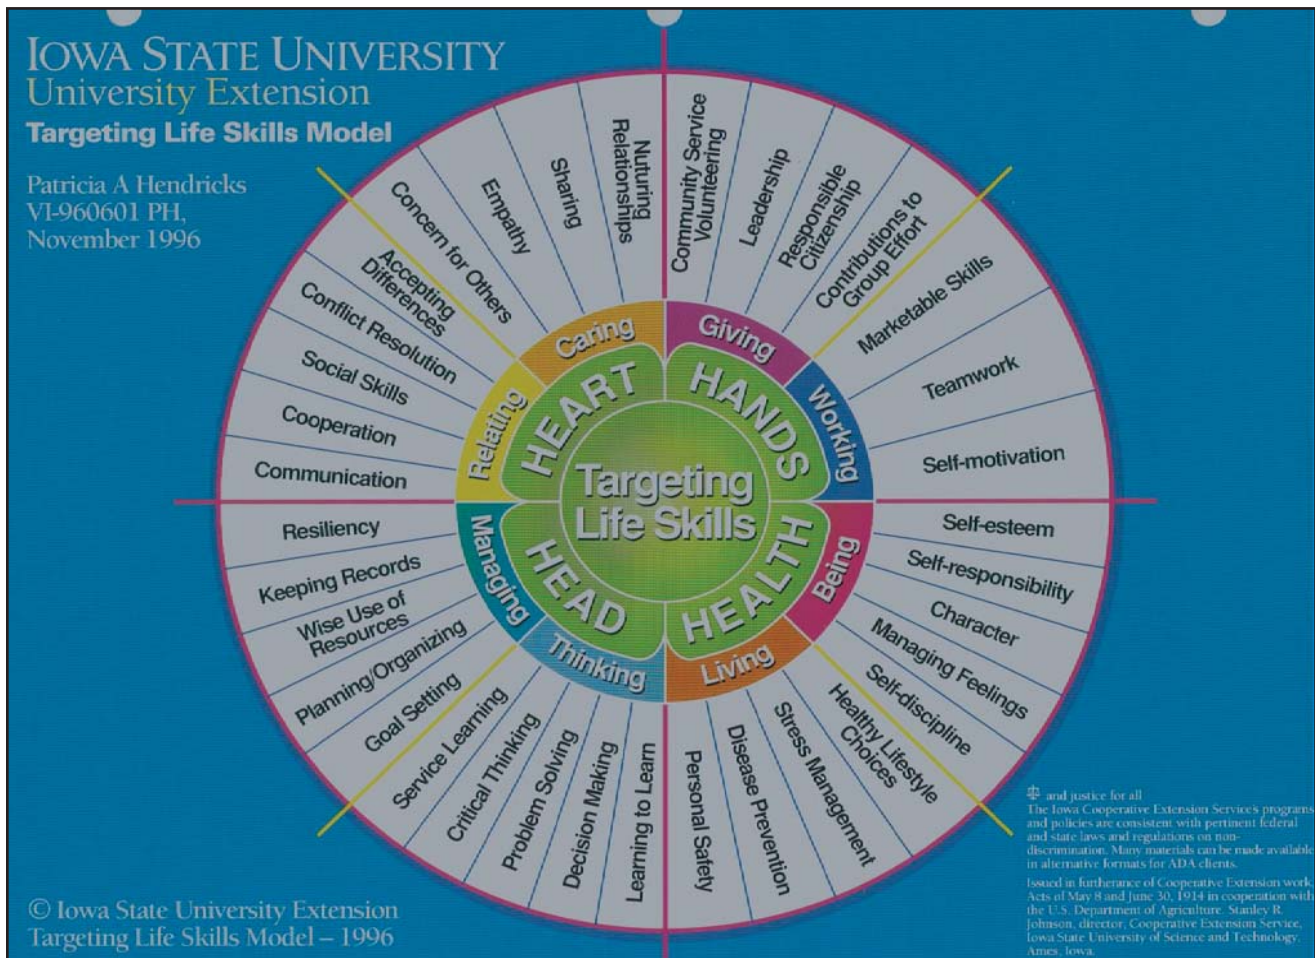 IOWA STATE UNIVERSITY
University Extension
Targeting Life Skills Model
Patricia A Hendricks
VI-960601 PH,
November 1996
Targeting
Life Skills
HEART
HANDS
HEALTH
HEAD
Caring
Giving
Working
Being
Living
Thinking
Managing
Relating
Nuturing
Relationships
Sharing
Empathy
Concern for Others
Community Service
Volunteering
Leadership
Responsible
Citizenship
Contributions to
Group Effort
Marketable Skills
Teamwork
Self-motivation
Self-esteem
Self-responsibility
Character
Managing Feelings
Self-discipline
Healthy Lifestyle
Choices
Stress Management
Disease Prevention
Personal Safety
Learning to Learn
Decision Making
Problem Solving
Critical Thinking
Service Learning
Goal Setting
Planning/Organizing
Wise Use of
Resources
Keeping Records
Resiliency
Communication
Cooperation
Social Skills
Conflict Resolution
Accepting
Differences
and justice for all
The Iowa Cooperative Extension Service's programs
and policies are consistent with pertinent federal
and state laws and regulations on non-
discrimination. Many materials can be made available
in alternative formats for ADA clients.
Issued in furtherance of Cooperative Extension work,
Acts of May 8 and June 30, 1914 in cooperation with
the U.S. Department of Agriculture. Stanley R.
Johnson, director, Cooperative Extension Service,
Iowa State University of Science and Technology,
Ames, Iowa.
© Iowa State University Extension
Targeting Life Skills Model – 1996